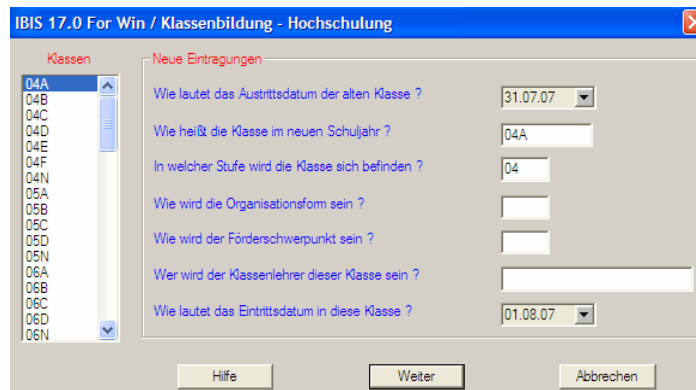 IBIS 17.0 For Win / Klassenbildung - Hochschulung
Klassen
04A
04B
04C
04D
04E
04F
04N
05A
05B
05C
05D
05N
06A
06B
06C
06D
06N
Neue Eintragungen
Wie lautet das Austrittsdatum der alten Klasse ? 31.07.07
Wie heißt die Klasse im neuen Schuljahr ? 04A
In welcher Stufe wird die Klasse sich befinden ? 04
Wie wird die Organisationsform sein ?
Wie wird der Förderschwerpunkt sein ?
Wer wird der Klassenlehrer dieser Klasse sein ?
Wie lautet das Eintrittsdatum in diese Klasse ? 01.08.07
Hilfe Weiter Abbrechen